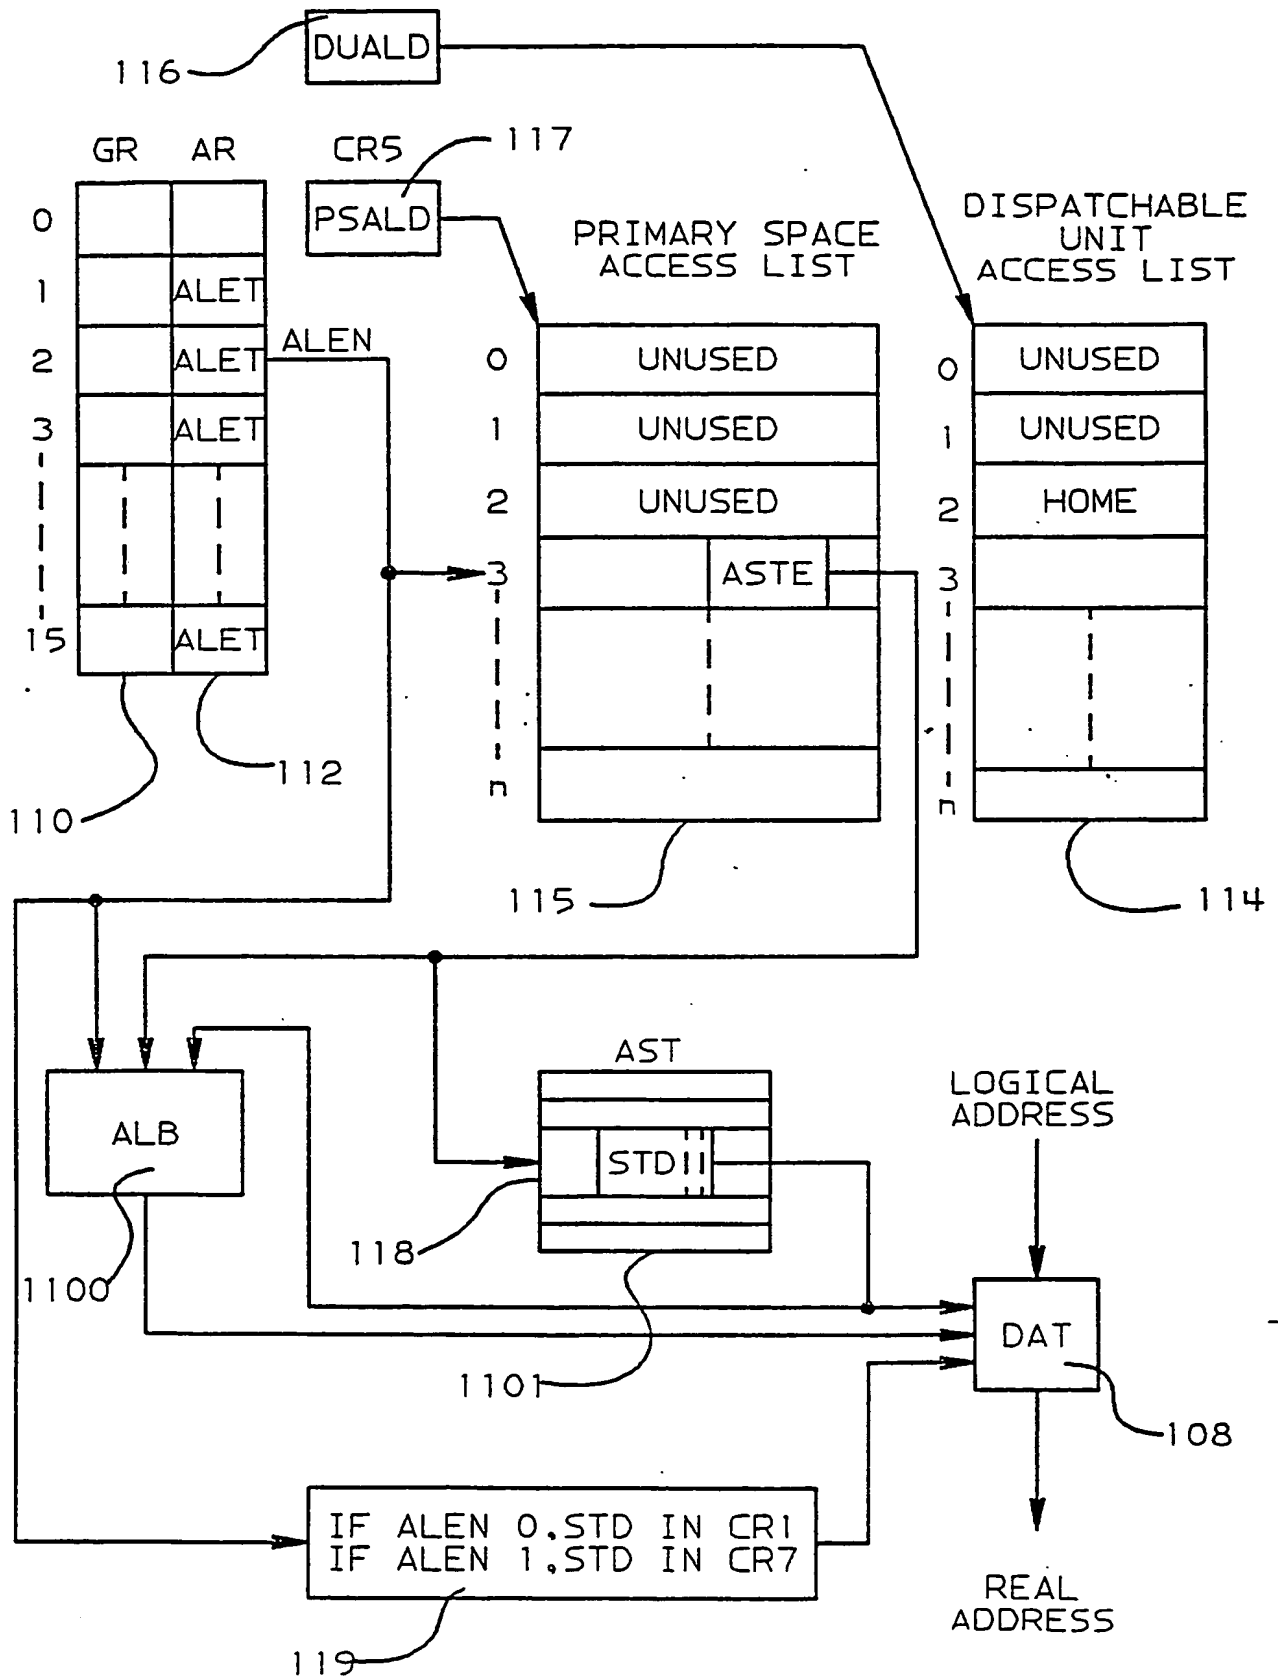 DUALD
116
GR AR CR5 117
PSALD
DISPATCHABLE
UNIT
ACCESS LIST
PRIMARY SPACE
ACCESS LIST
0
1 ALET
ALEN
2 ALET
3 ALET
15 ALET
0 UNUSED
1 UNUSED
2 UNUSED
3 ASTE
n
0 UNUSED
1 UNUSED
2 HOME
3
n
112
110
115
114
AST
LOGICAL
ADDRESS
ALB
STD
118
1100
DAT
1101
108
IF ALEN 0.STD IN CR1
IF ALEN 1.STD IN CR7
REAL
ADDRESS
119